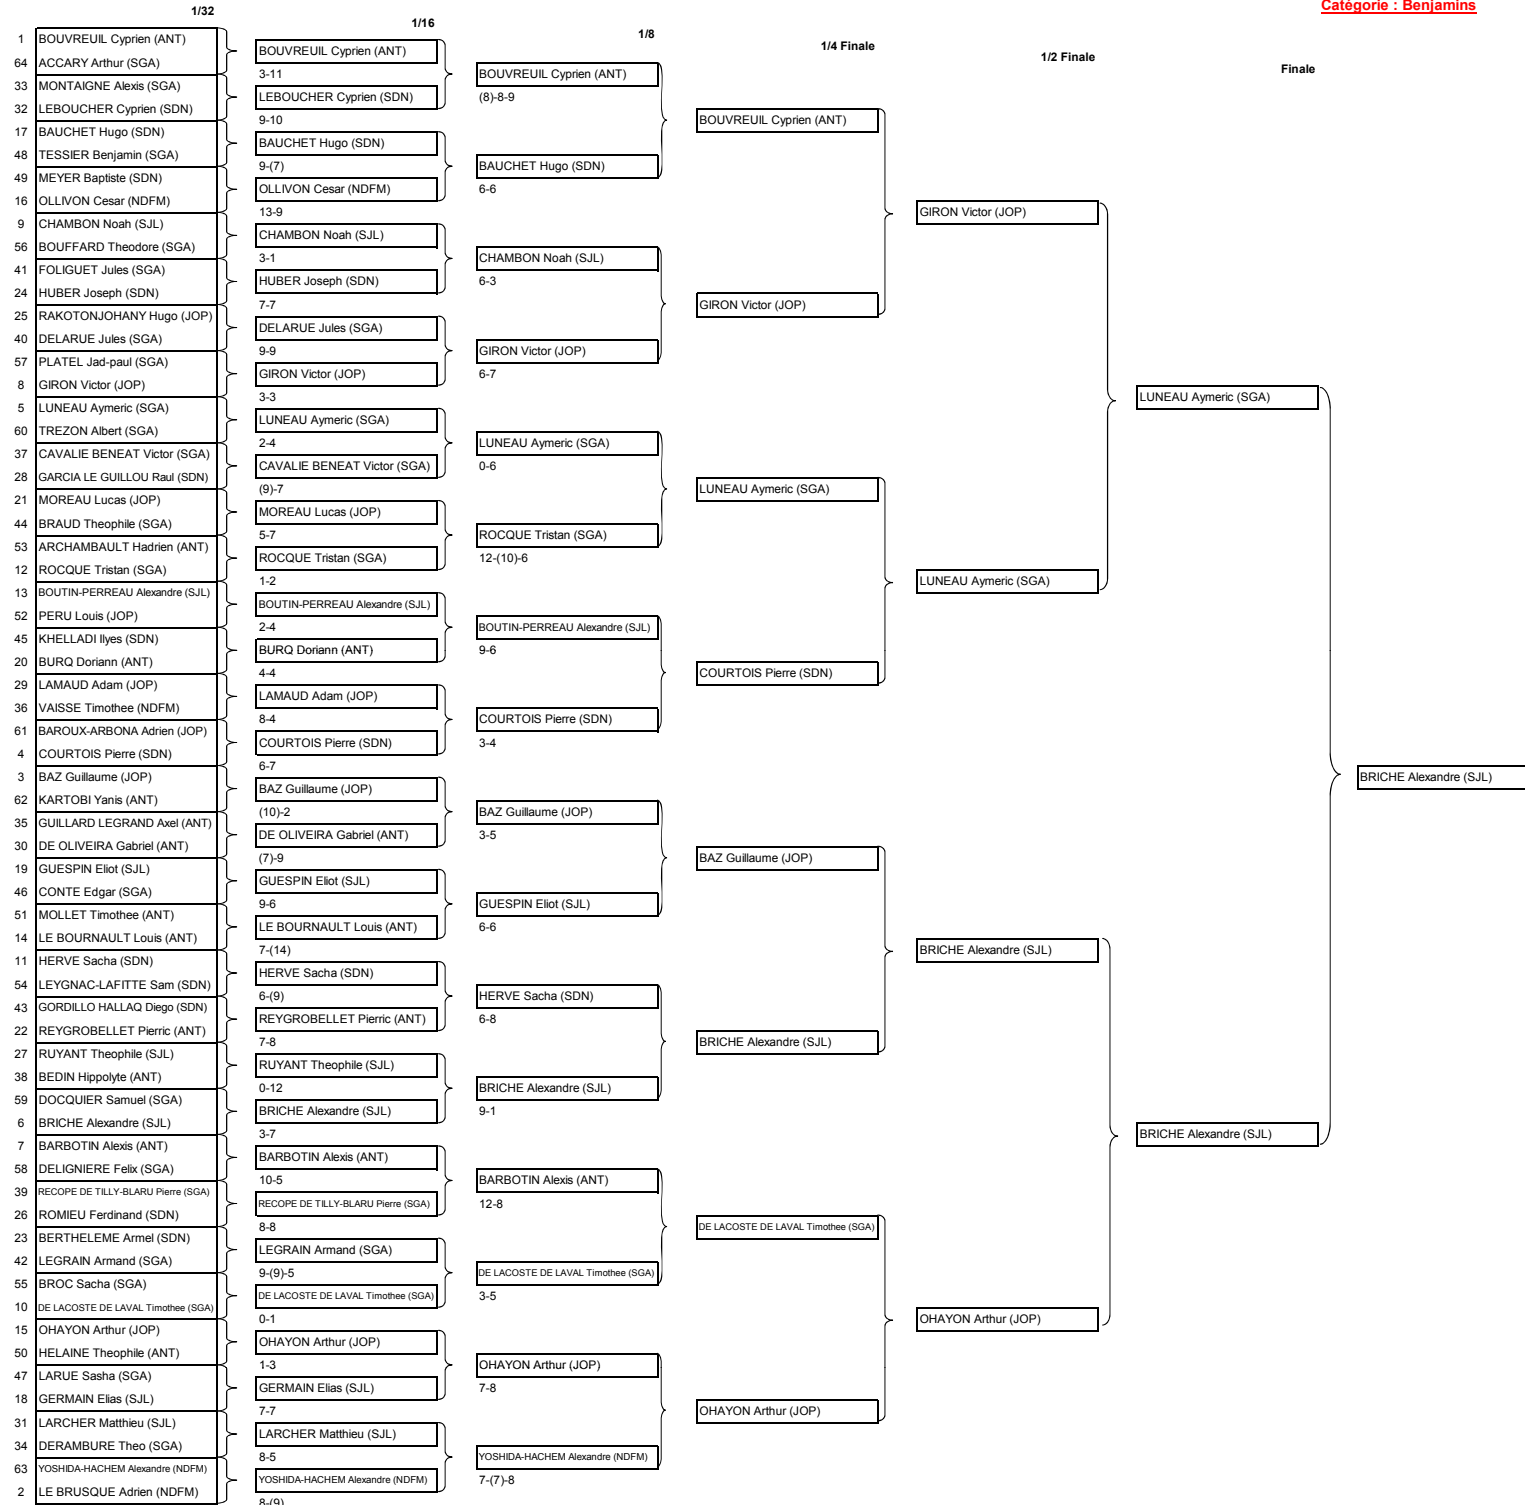 Catégorie : Benjamins
1/32
1/16
1/8
1/4 Finale
1/2 Finale
Finale
1 BOUVREUIL Cyprien (ANT)
64 ACCARY Arthur (SGA)
33 MONTAIGNE Alexis (SGA)
32 LEBOUCHER Cyprien (SDN)
17 BAUCHET Hugo (SDN)
48 TESSIER Benjamin (SGA)
49 MEYER Baptiste (SDN)
16 OLLIVON Cesar (NDFM)
9 CHAMBON Noah (SJL)
56 BOUFFARD Theodore (SGA)
41 FOLIGUET Jules (SGA)
24 HUBER Joseph (SDN)
25 RAKOTONJOHANY Hugo (JOP)
40 DELARUE Jules (SGA)
57 PLATEL Jad-paul (SGA)
8 GIRON Victor (JOP)
5 LUNEAU Aymeric (SGA)
60 TREZON Albert (SGA)
37 CAVALIE BENEAT Victor (SGA)
28 GARCIA LE GUILLOU Raul (SDN)
21 MOREAU Lucas (JOP)
44 BRAUD Theophile (SGA)
53 ARCHAMBAULT Hadrien (ANT)
12 ROCQUE Tristan (SGA)
13 BOUTIN-PERREAU Alexandre (SJL)
52 PERU Louis (JOP)
45 KHELLADI Ilyes (SDN)
20 BURQ Doriann (ANT)
29 LAMAUD Adam (JOP)
36 VAISSE Timothee (NDFM)
61 BAROUX-ARBONA Adrien (JOP)
4 COURTOIS Pierre (SDN)
3 BAZ Guillaume (JOP)
62 KARTOBI Yanis (ANT)
35 GUILLARD LEGRAND Axel (ANT)
30 DE OLIVEIRA Gabriel (ANT)
19 GUESPIN Eliot (SJL)
46 CONTE Edgar (SGA)
51 MOLLET Timothee (ANT)
14 LE BOURNAULT Louis (ANT)
11 HERVE Sacha (SDN)
54 LEYGNAC-LAFITTE Sam (SDN)
43 GORDILLO HALLAQ Diego (SDN)
22 REYGROBELLET Pierric (ANT)
27 RUYANT Theophile (SJL)
38 BEDIN Hippolyte (ANT)
59 DOCQUIER Samuel (SGA)
6 BRICHE Alexandre (SJL)
7 BARBOTIN Alexis (ANT)
58 DELIGNIERE Felix (SGA)
39 RECOPE DE TILLY-BLARU Pierre (SGA)
26 ROMIEU Ferdinand (SDN)
23 BERTHELEME Armel (SDN)
42 LEGRAIN Armand (SGA)
55 BROC Sacha (SGA)
10 DE LACOSTE DE LAVAL Timothee (SGA)
15 OHAYON Arthur (JOP)
50 HELAINE Theophile (ANT)
47 LARUE Sasha (SGA)
18 GERMAIN Elias (SJL)
31 LARCHER Matthieu (SJL)
34 DERAMBURE Theo (SGA)
63 YOSHIDA-HACHEM Alexandre (NDFM)
2 LE BRUSQUE Adrien (NDFM)
BOUVREUIL Cyprien (ANT)
3-11
LEBOUCHER Cyprien (SDN)
9-10
BAUCHET Hugo (SDN)
9-(7)
OLLIVON Cesar (NDFM)
13-9
CHAMBON Noah (SJL)
3-1
HUBER Joseph (SDN)
7-7
DELARUE Jules (SGA)
9-9
GIRON Victor (JOP)
3-3
LUNEAU Aymeric (SGA)
2-4
CAVALIE BENEAT Victor (SGA)
(9)-7
MOREAU Lucas (JOP)
5-7
ROCQUE Tristan (SGA)
1-2
BOUTIN-PERREAU Alexandre (SJL)
2-4
BURQ Doriann (ANT)
4-4
LAMAUD Adam (JOP)
8-4
COURTOIS Pierre (SDN)
6-7
BAZ Guillaume (JOP)
(10)-2
DE OLIVEIRA Gabriel (ANT)
(7)-9
GUESPIN Eliot (SJL)
9-6
LE BOURNAULT Louis (ANT)
7-(14)
HERVE Sacha (SDN)
6-(9)
REYGROBELLET Pierric (ANT)
7-8
RUYANT Theophile (SJL)
0-12
BRICHE Alexandre (SJL)
3-7
BARBOTIN Alexis (ANT)
10-5
RECOPE DE TILLY-BLARU Pierre (SGA)
8-8
LEGRAIN Armand (SGA)
9-(9)-5
DE LACOSTE DE LAVAL Timothee (SGA)
0-1
OHAYON Arthur (JOP)
1-3
GERMAIN Elias (SJL)
7-7
LARCHER Matthieu (SJL)
8-5
YOSHIDA-HACHEM Alexandre (NDFM)
8-(9)
BOUVREUIL Cyprien (ANT)
(8)-8-9
BAUCHET Hugo (SDN)
6-6
CHAMBON Noah (SJL)
6-3
GIRON Victor (JOP)
6-7
LUNEAU Aymeric (SGA)
0-6
ROCQUE Tristan (SGA)
12-(10)-6
BOUTIN-PERREAU Alexandre (SJL)
9-6
COURTOIS Pierre (SDN)
3-4
BAZ Guillaume (JOP)
3-5
GUESPIN Eliot (SJL)
6-6
HERVE Sacha (SDN)
6-8
BRICHE Alexandre (SJL)
9-1
BARBOTIN Alexis (ANT)
12-8
DE LACOSTE DE LAVAL Timothee (SGA)
3-5
OHAYON Arthur (JOP)
7-8
YOSHIDA-HACHEM Alexandre (NDFM)
7-(7)-8
BOUVREUIL Cyprien (ANT)
GIRON Victor (JOP)
LUNEAU Aymeric (SGA)
COURTOIS Pierre (SDN)
BAZ Guillaume (JOP)
BRICHE Alexandre (SJL)
DE LACOSTE DE LAVAL Timothee (SGA)
OHAYON Arthur (JOP)
GIRON Victor (JOP)
LUNEAU Aymeric (SGA)
BRICHE Alexandre (SJL)
OHAYON Arthur (JOP)
LUNEAU Aymeric (SGA)
BRICHE Alexandre (SJL)
BRICHE Alexandre (SJL)